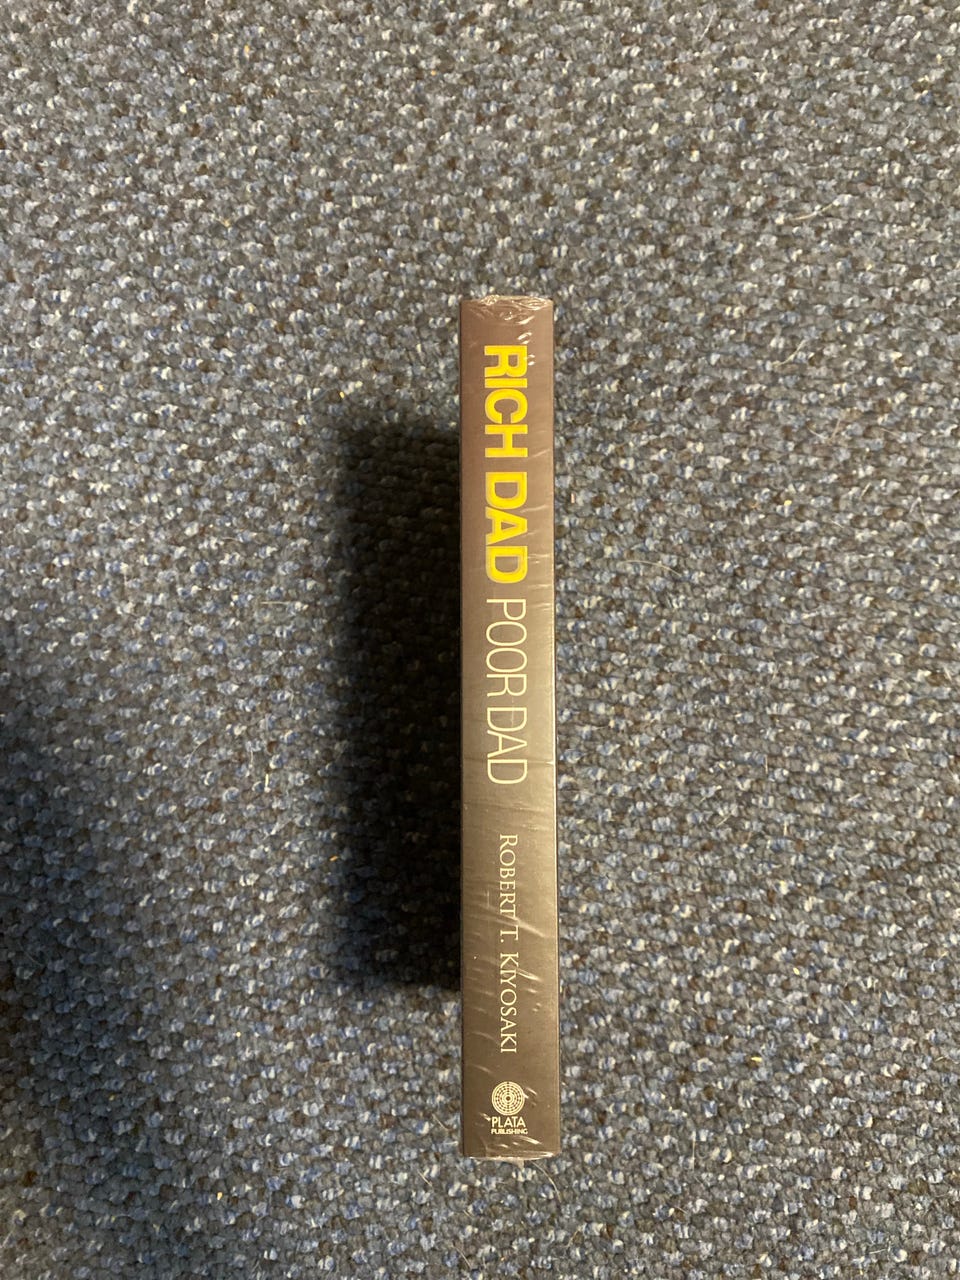 RICH DAD POOR DAD
ROBERT T. KIYOSAKI
PLATA
PUBLISHING